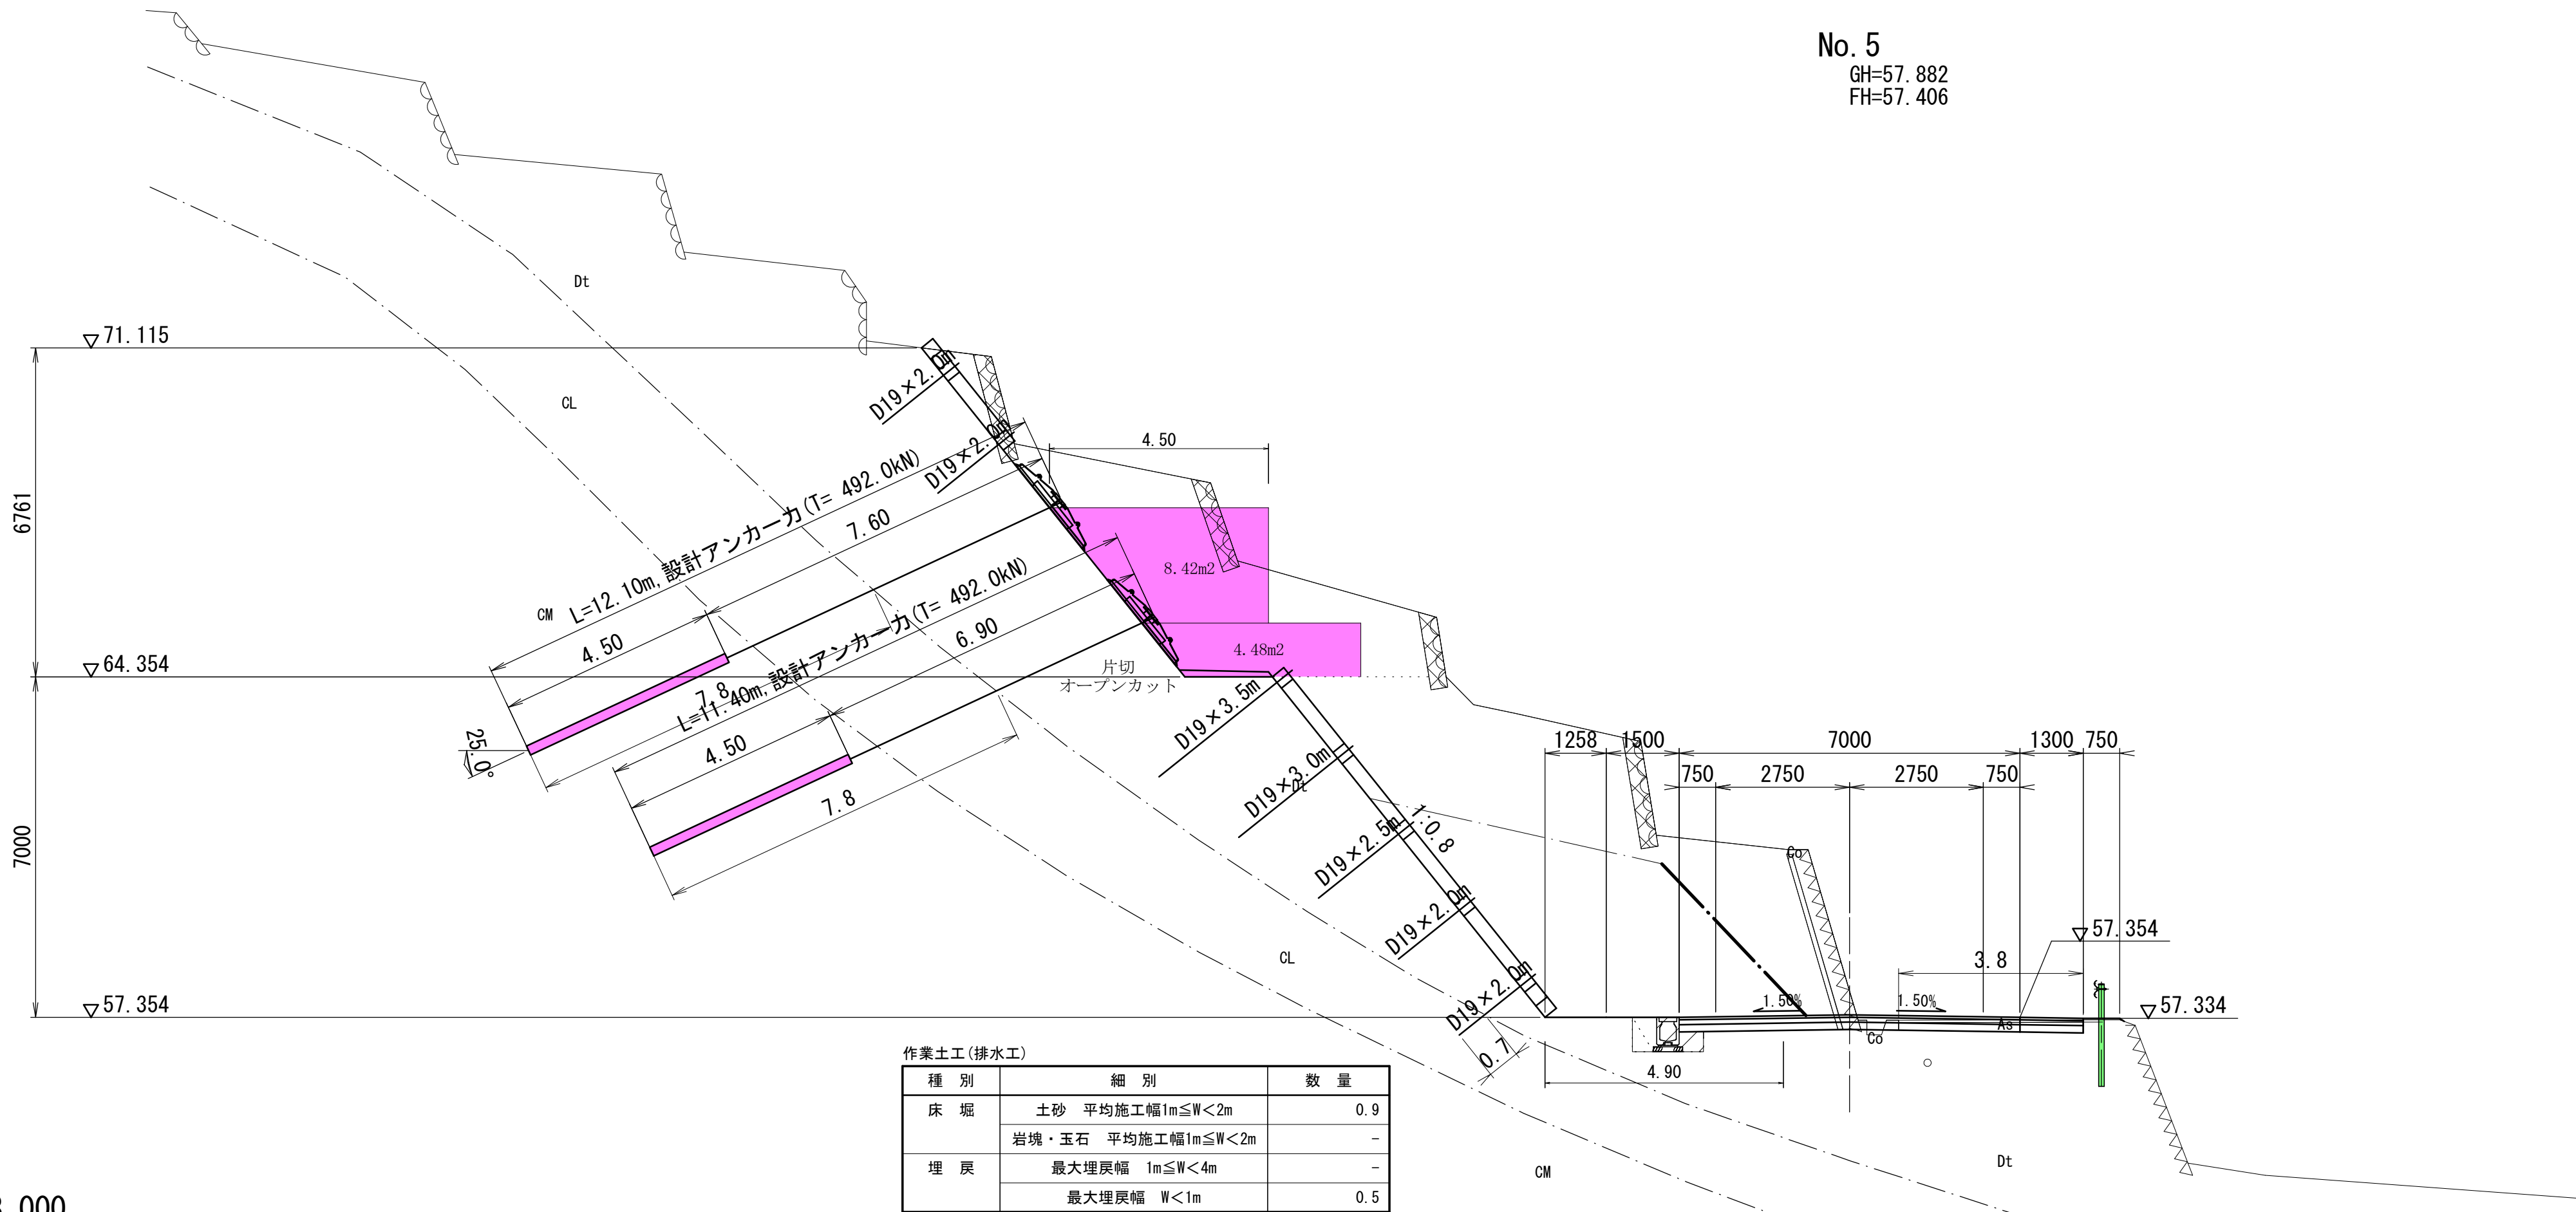 No.5
GH=57.882
FH=57.406
Dt
71.115
CL
D19×2.0m
D19×2.0m
4.50
6761
L=12.10m,設計アンカー力(T= 492.0kN)
7.60
CM
4.50
7.8
8.42m2
L=11.40m,設計アンカー力(T= 492.0kN)
6.90
4.50
7.8
4.48m2
片切
オープンカット
64.354
25.0°
D19×3.5m
D19×3.0m
Dt
D19×2.5m
1:0.8
D19×2.0m
D19×2.0m
0.7
7000
1258
1500
7000
1300
750
750
2750
2750
750
Co
57.354
3.8
1.50%
1.50%
57.354
57.334
As
Co
4.90
CL
CM
Dt
作業土工(排水工)
種 別 細 別 数 量
床 堀 土砂 平均施工幅1m≦W<2m 0.9
岩塊・玉石 平均施工幅1m≦W<2m -
埋 戻 最大埋戻幅 1m≦W<4m -
最大埋戻幅 W<1m 0.5